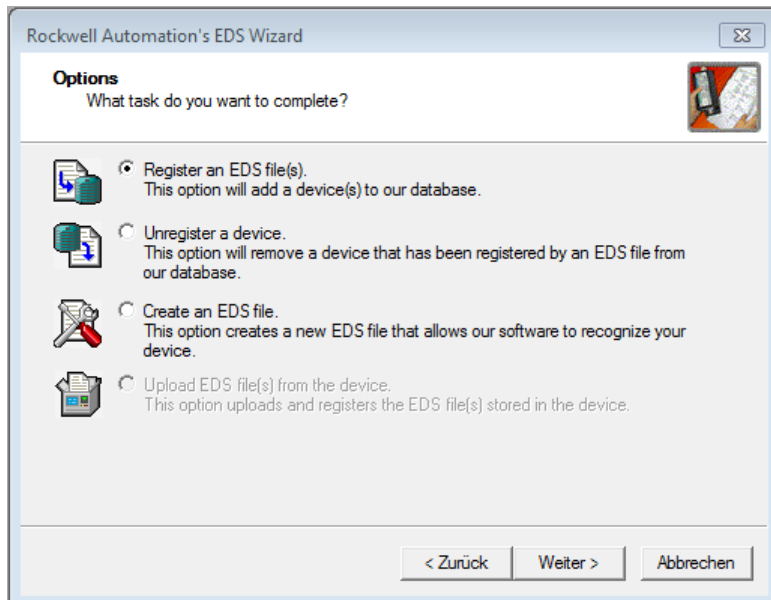 Rockwell Automation's EDS Wizard
Options
What task do you want to complete?
Register an EDS file(s).
This option will add a device(s) to our database.
Unregister a device.
This option will remove a device that has been registered by an EDS file from
our database.
Create an EDS file.
This option creates a new EDS file that allows our software to recognize your
device.
Upload EDS file(s) from the device.
This option uploads and registers the EDS file(s) stored in the device.
< Zurück Weiter > Abbrechen